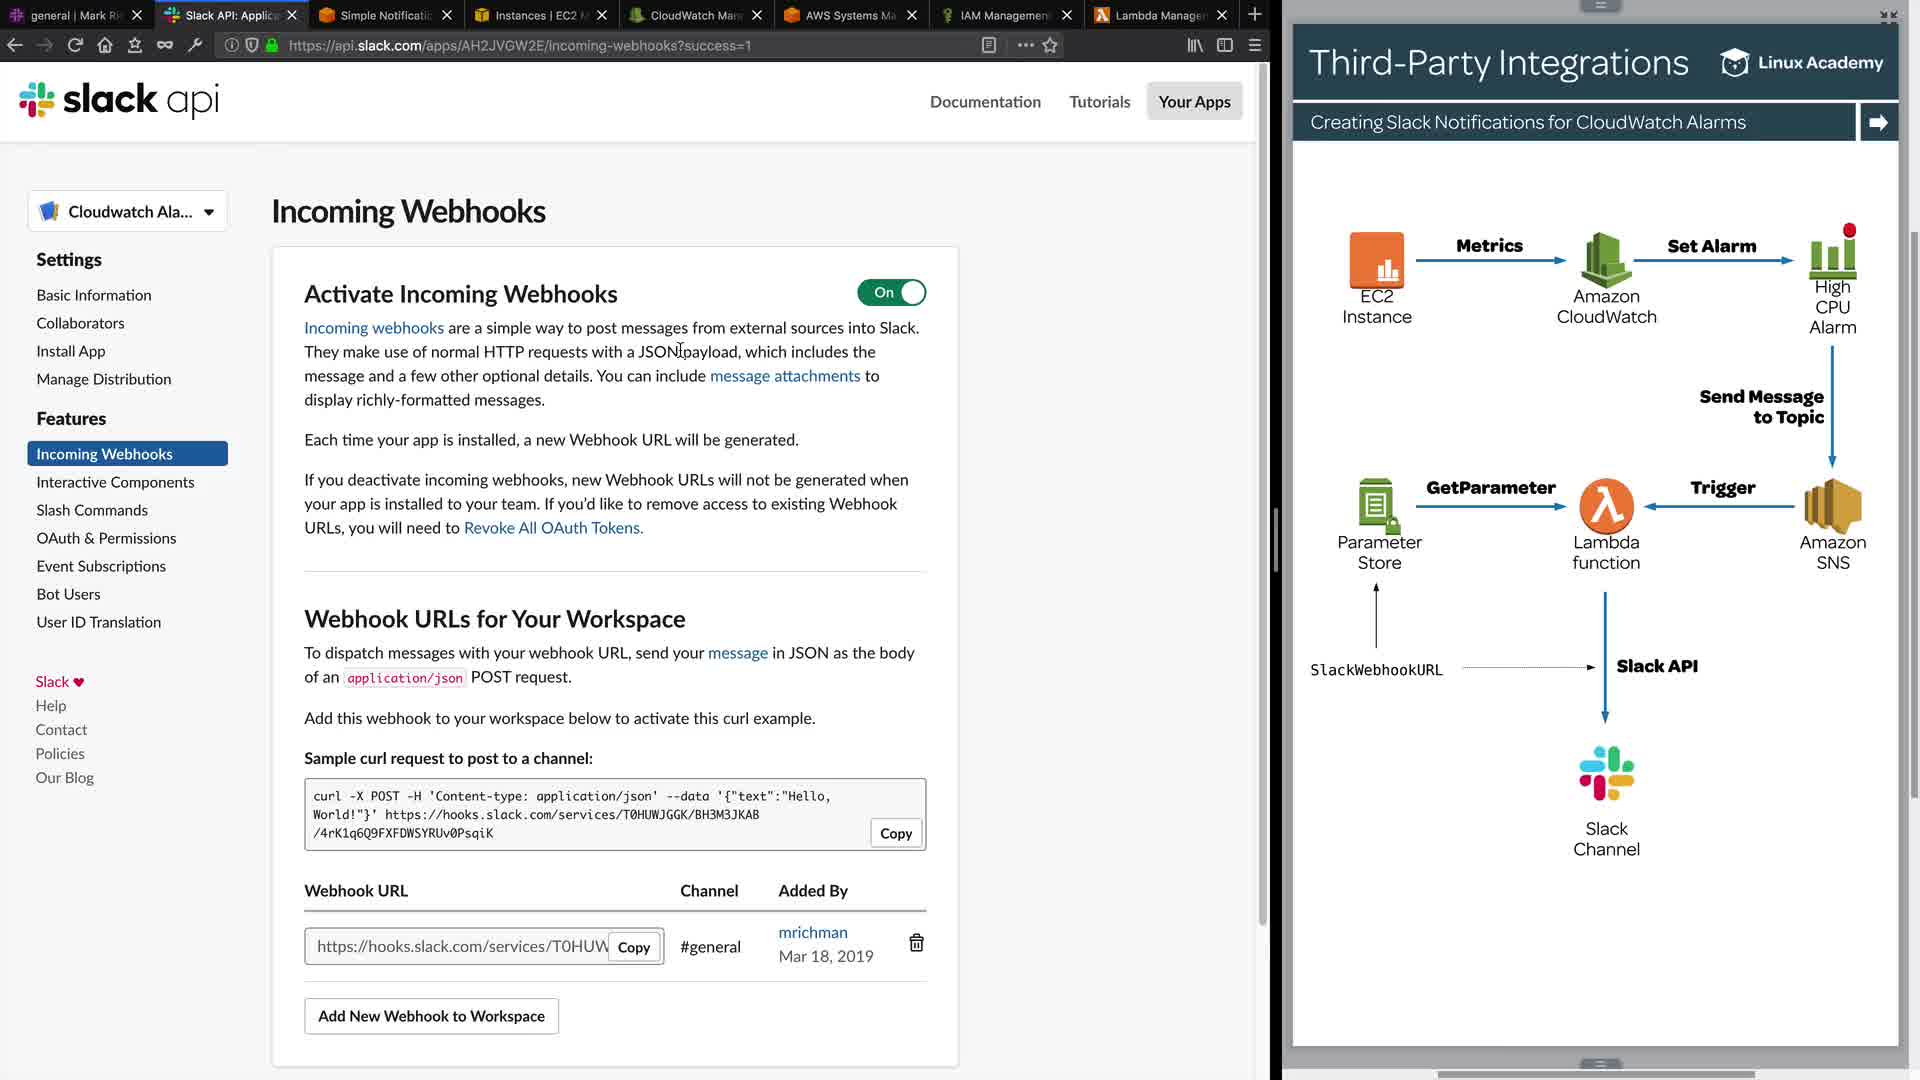 general | Mark Ri
Slack API: Applic
Simple Notificati
Instances | EC2 M
CloudWatch Man
AWS Systems Ma
IAM Management
Lambda Manager
https://api.slack.com/apps/AH2JVGW2E/incoming-webhooks?success=1
slack api
Documentation
Tutorials
Your Apps
Cloudwatch Ala...
Settings
Basic Information
Collaborators
Install App
Manage Distribution
Features
Incoming Webhooks
Interactive Components
Slash Commands
OAuth & Permissions
Event Subscriptions
Bot Users
User ID Translation
Slack ♥
Help
Contact
Policies
Our Blog
Incoming Webhooks
Activate Incoming Webhooks
On
Incoming webhooks are a simple way to post messages from external sources into Slack.
They make use of normal HTTP requests with a JSON payload, which includes the
message and a few other optional details. You can include message attachments to
display richly-formatted messages.
Each time your app is installed, a new Webhook URL will be generated.
If you deactivate incoming webhooks, new Webhook URLs will not be generated when
your app is installed to your team. If you'd like to remove access to existing Webhook
URLs, you will need to Revoke All OAuth Tokens.
Webhook URLs for Your Workspace
To dispatch messages with your webhook URL, send your message in JSON as the body
of an application/json POST request.
Add this webhook to your workspace below to activate this curl example.
Sample curl request to post to a channel:
curl -X POST -H 'Content-type: application/json' --data '{"text":"Hello,
World!"}' https://hooks.slack.com/services/T0HUWJGGK/BH3M3JKAB
/4rK1q6Q9FXFDWSYRUv0PsqiK
Copy
Webhook URL
Channel
Added By
https://hooks.slack.com/services/T0HUW
Copy
#general
mrichman
Mar 18, 2019
Add New Webhook to Workspace
Third-Party Integrations
Linux Academy
Creating Slack Notifications for CloudWatch Alarms
Metrics
Set Alarm
EC2
Instance
Amazon
CloudWatch
High
CPU
Alarm
Send Message
to Topic
GetParameter
Trigger
Parameter
Store
Lambda
function
Amazon
SNS
SlackWebhookURL
Slack API
Slack
Channel